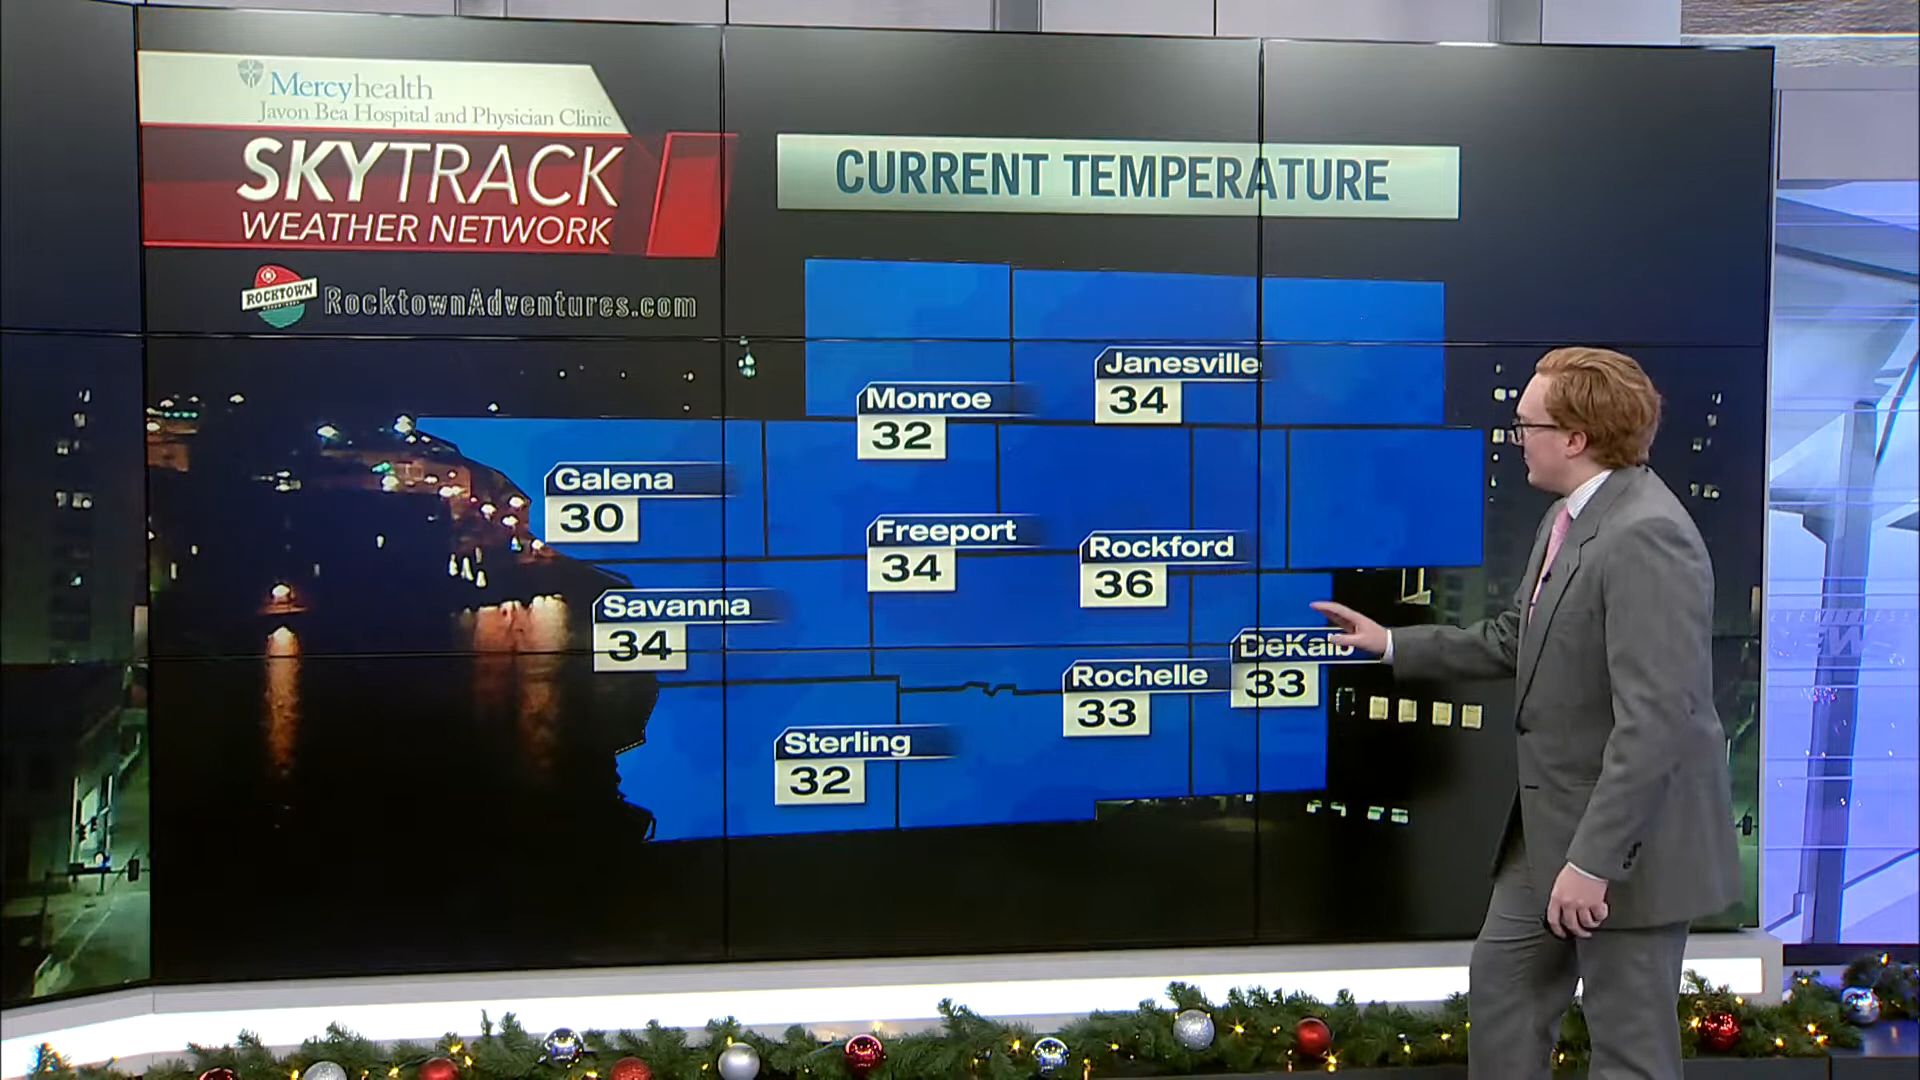 Mercyhealth
Javon Bea Hospital and Physician Clinic
SKYTRACK
WEATHER NETWORK
ROCKTOWN
RocktownAdventures.com
CURRENT TEMPERATURE
Janesville
34
Monroe
32
Galena
30
Freeport
34
Rockford
36
Savanna
34
DeKalb
33
Rochelle
33
Sterling
32
EYEWITNESS